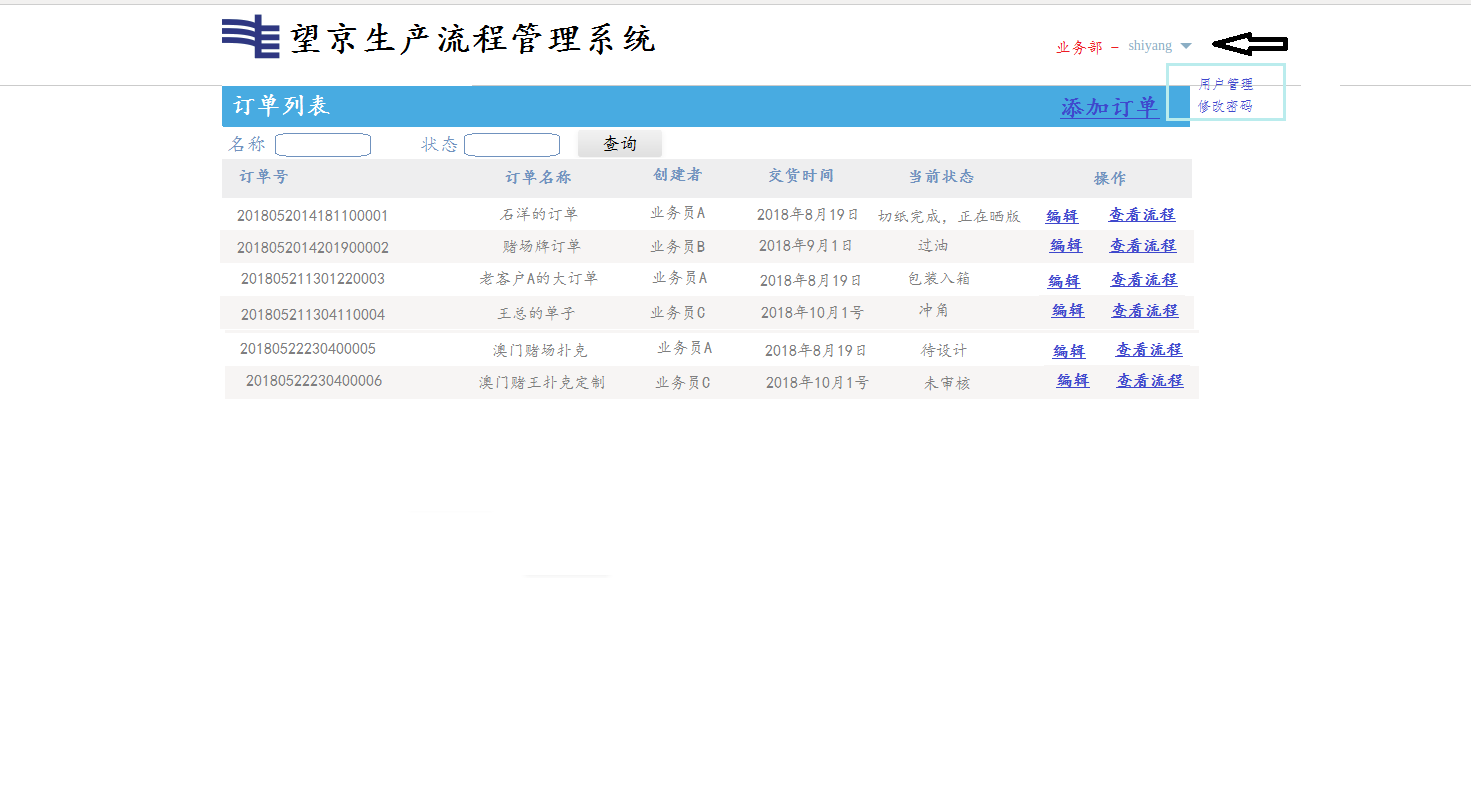 望京生产流程管理系统
业务部 - shiyang
用户管理
修改密码
订单列表 添加订单
名称 状态 查询
订单号 订单名称 创建者 交货时间 当前状态 操作
2018052014181100001 石洋的订单 业务员A 2018年8月19日 切纸完成，正在晒版 编辑 查看流程
2018052014201900002 赌场牌订单 业务员B 2018年9月1日 过油 编辑 查看流程
201805211301220003 老客户A的大订单 业务员A 2018年8月19日 包装入箱 编辑 查看流程
201805211304110004 王总的单子 业务员C 2018年10月1号 冲角 编辑 查看流程
20180522230400005 澳门赌场扑克 业务员A 2018年8月19日 待设计 编辑 查看流程
20180522230400006 澳门赌王扑克定制 业务员C 2018年10月1号 未审核 编辑 查看流程